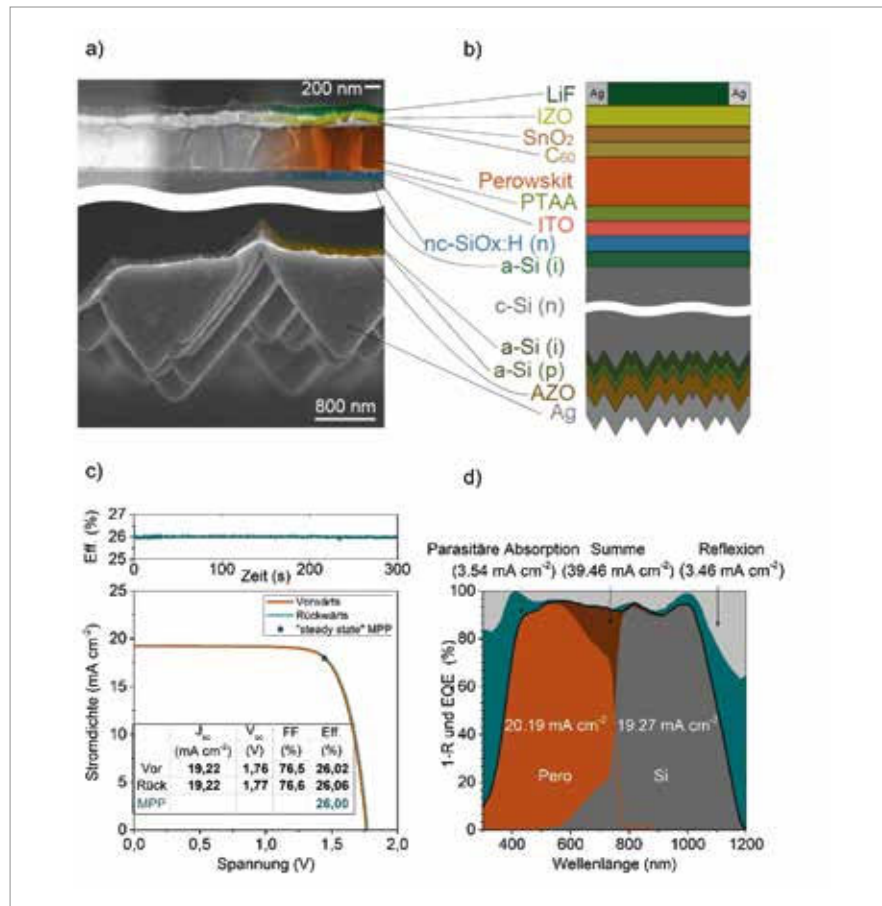 a)
b)
200 nm
800 nm
Ag
Ag
LiF
IZO
SnO₂
C₆₀
Perowskit
PTAA
ITO
nc-SiOx:H (n)
a-Si (i)
c-Si (n)
a-Si (i)
a-Si (p)
AZO
Ag
c)
27
26
25
Eff. (%)
Zeit (s)
0 100 200 300
25
20
15
10
5
0
Stromdichte (mA cm⁻²)
Vorwärts
Rückwärts
"steady state" MPP
Jsc Voc FF Eff.
(mA cm⁻²) (V) (%) (%)
Vor 19,22 1,76 76,5 26,02
Rück 19,22 1,77 76,6 26,06
MPP 26,00
0,0 0,5 1,0 1,5 2,0
Spannung (V)
d)
Parasitäre Absorption Summe Reflexion
(3.54 mA cm⁻²) (39.46 mA cm⁻²) (3.46 mA cm⁻²)
100
80
60
40
20
0
1-R und EQE (%)
20.19 mA cm⁻² 19.27 mA cm⁻²
Pero Si
400 600 800 1000 1200
Wellenlänge (nm)